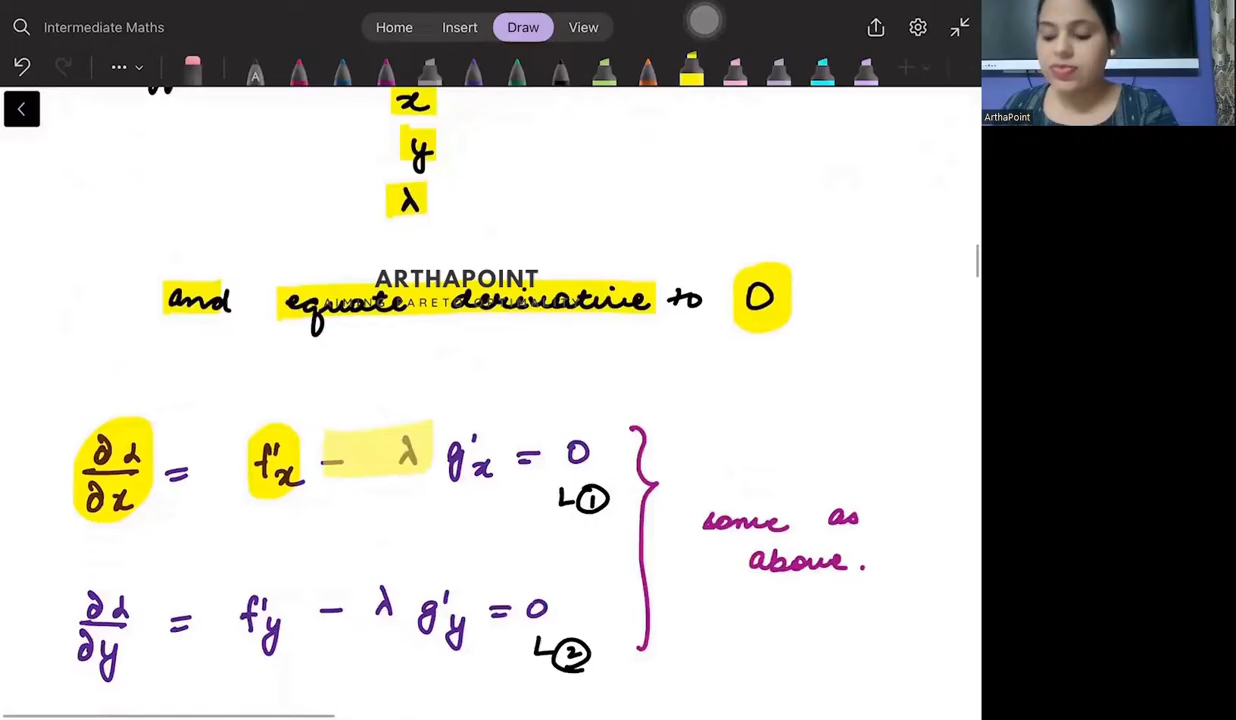 Intermediate Maths
Home Insert Draw View
A
x
y
λ
ArthaPoint
ARTHAPOINT
and equate derivative to 0
∂ℒ/∂x = f'x - λ g'x = 0
①
same as
above.
∂ℒ/∂y = f'y - λ g'y = 0
②